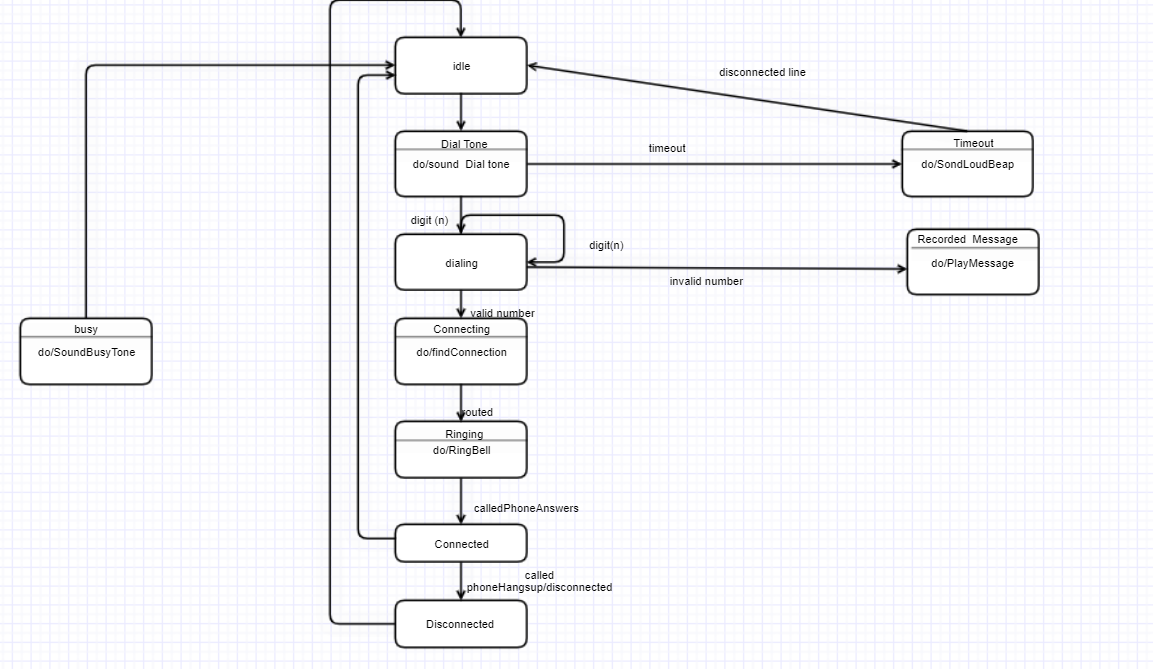 idle
disconnected line
Dial Tone
do/sound Dial tone
timeout
Timeout
do/SondLoudBeap
digit (n)
digit(n)
dialing
invalid number
Recorded Message
do/PlayMessage
valid number
busy
do/SoundBusyTone
Connecting
do/findConnection
routed
Ringing
do/RingBell
calledPhoneAnswers
Connected
called
phoneHangsup/disconnected
Disconnected